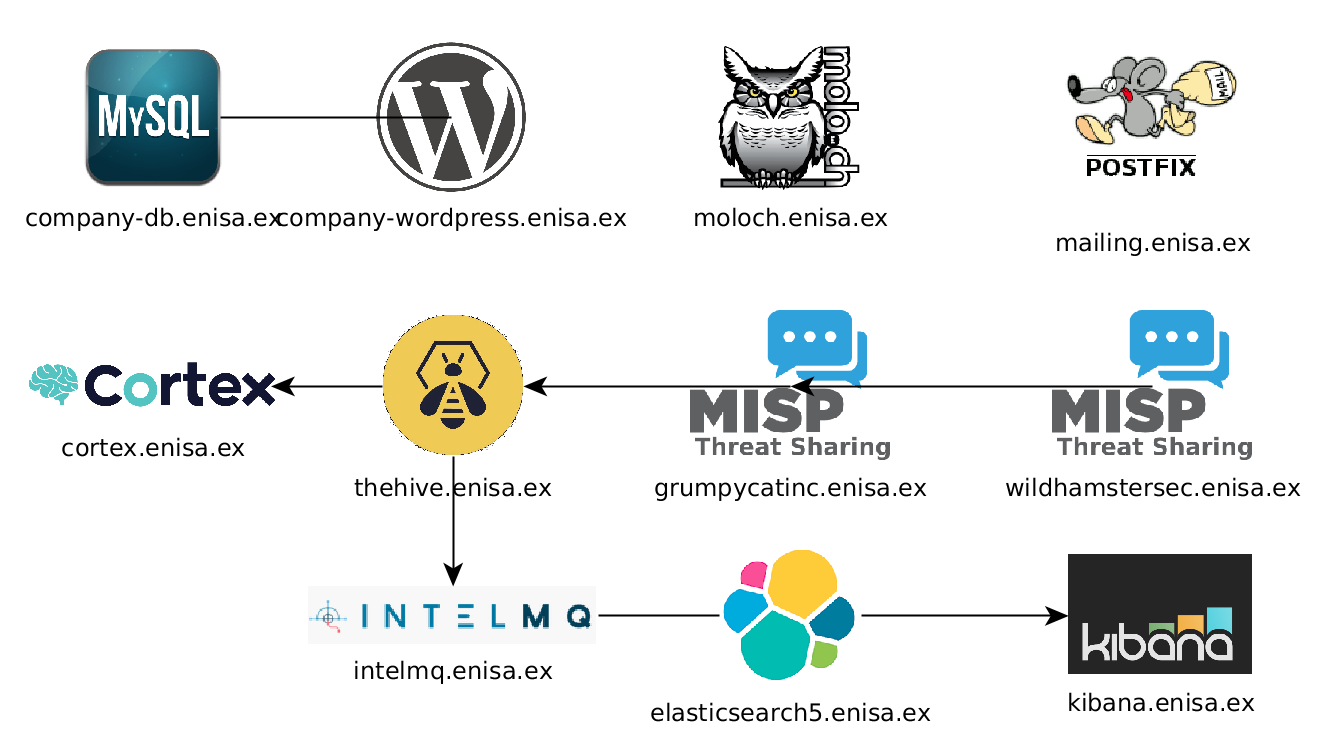 MySQL
W
moloch
MAIL
POSTFIX
company-db.enisa.ex
company-wordpress.enisa.ex
moloch.enisa.ex
mailing.enisa.ex
Cortex
MISP
Threat Sharing
MISP
Threat Sharing
cortex.enisa.ex
thehive.enisa.ex
grumpycatinc.enisa.ex
wildhamstersec.enisa.ex
INTELMQ
kibana
intelmq.enisa.ex
elasticsearch5.enisa.ex
kibana.enisa.ex